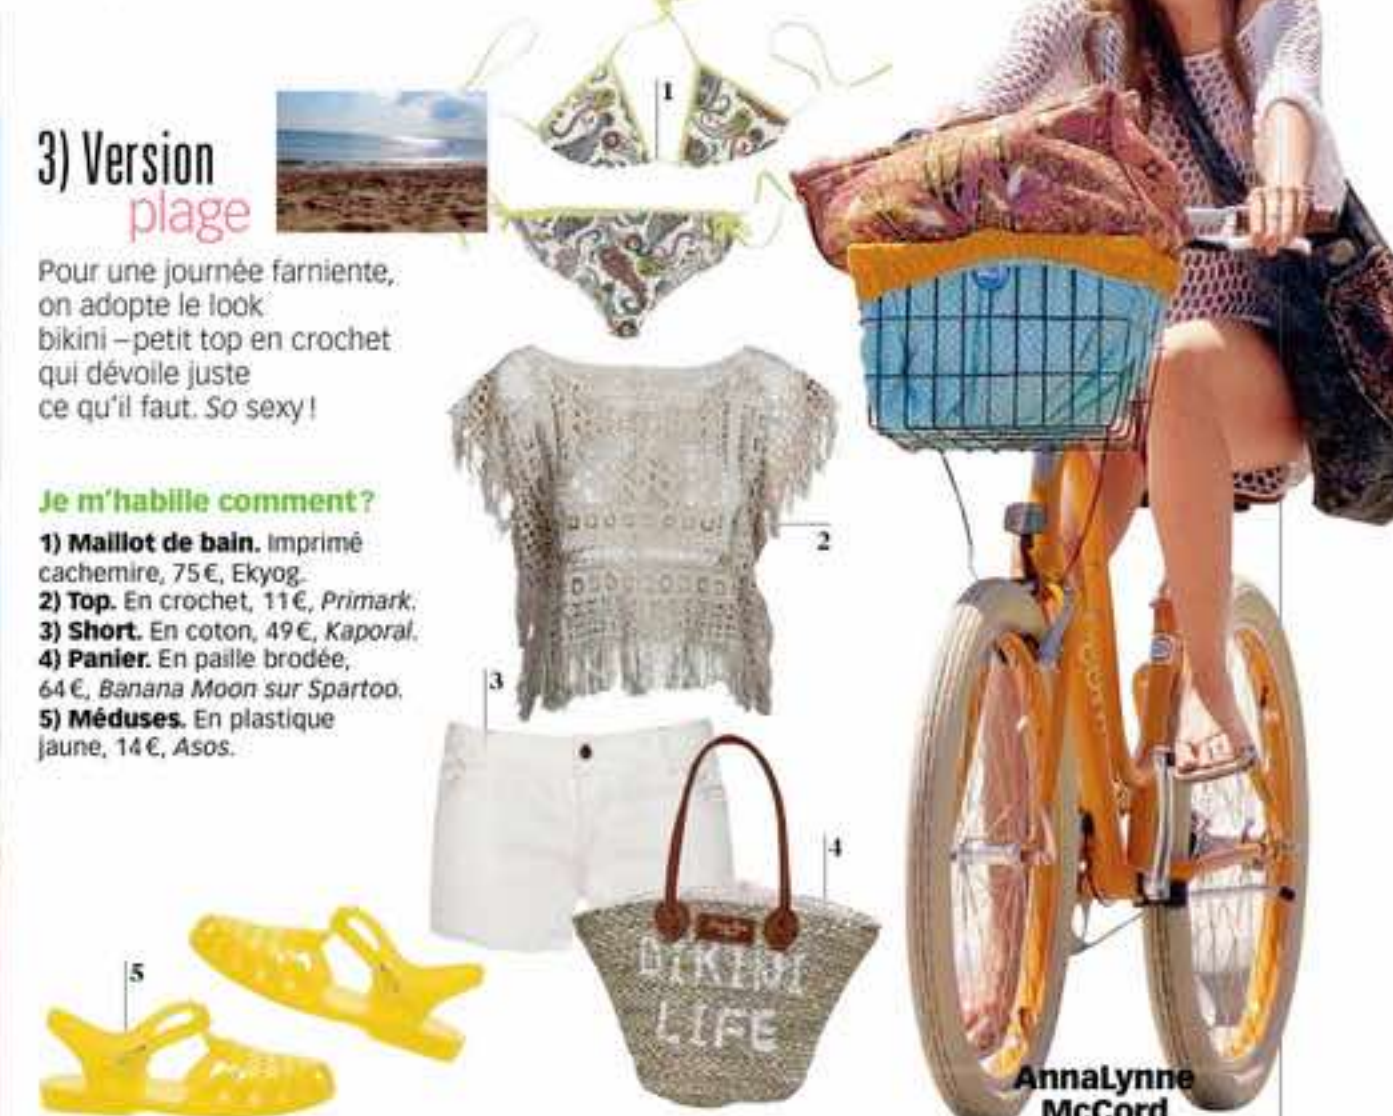 3) Version
plage
Pour une journée farniente,
on adopte le look
bikini – petit top en crochet
qui dévoile juste
ce qu'il faut. So sexy !
Je m'habille comment ?
1) Maillot de bain. Imprimé
cachemire, 75 €, Ekyog.
2) Top. En crochet, 11 €, Primark.
3) Short. En coton, 49 €, Kaporal.
4) Panier. En paille brodée,
64 €, Banana Moon sur Spartoo.
5) Méduses. En plastique
jaune, 14 €, Asos.
1
2
3
4
5
BIKINI
LIFE
AnnaLynne
McCord